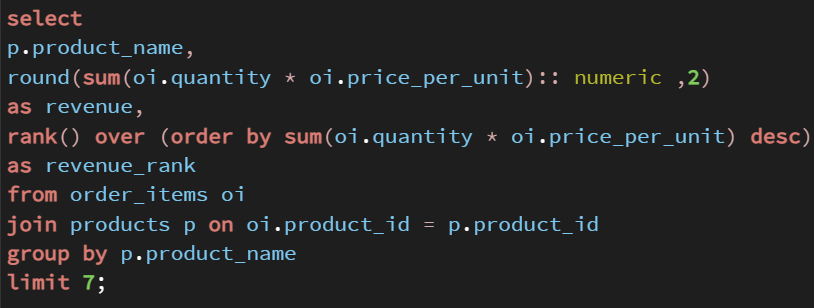 select
p.product_name,
round(sum(oi.quantity * oi.price_per_unit):: numeric ,2)
as revenue,
rank() over (order by sum(oi.quantity * oi.price_per_unit) desc)
as revenue_rank
from order_items oi
join products p on oi.product_id = p.product_id
group by p.product_name
limit 7;